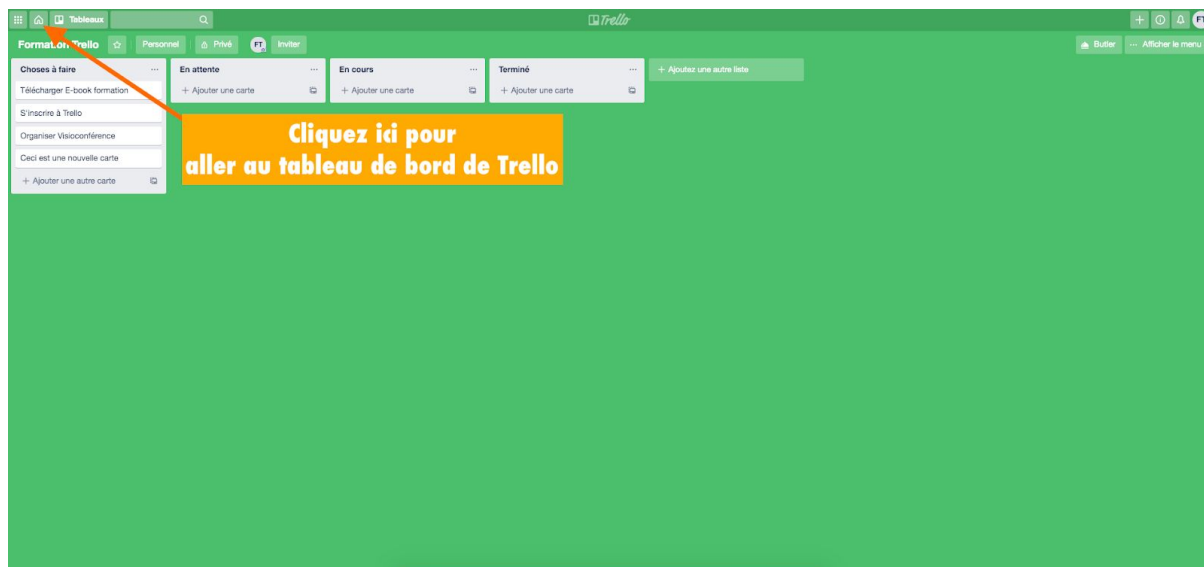 Tableaux
Trello
FT
Formation Trello
Personnel
Privé
FT
Inviter
Butler
··· Afficher le menu
Choses à faire
Télécharger E-book formation
S'inscrire à Trello
Organiser Visioconférence
Ceci est une nouvelle carte
+ Ajouter une autre carte
En attente
+ Ajouter une carte
En cours
+ Ajouter une carte
Terminé
+ Ajouter une carte
+ Ajoutez une autre liste
Cliquez ici pour
aller au tableau de bord de Trello